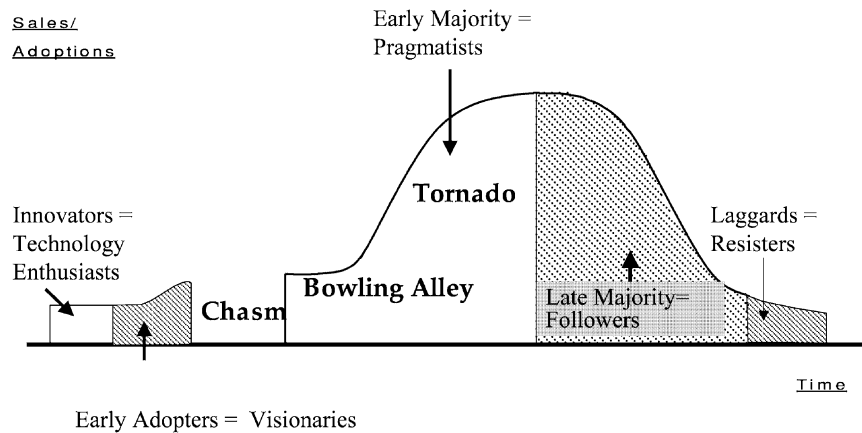 Sales/
Adoptions
Early Majority =
Pragmatists
Tornado
Innovators =
Technology
Enthusiasts
Laggards =
Resisters
Chasm
Bowling Alley
Late Majority=
Followers
Time
Early Adopters = Visionaries